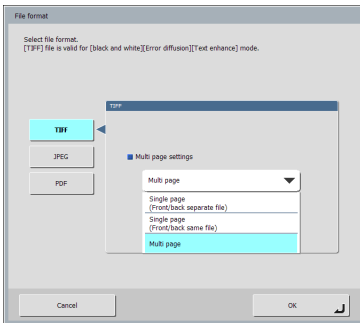 File format
Select file format.
[TIFF] file is valid for [black and white][Error diffusion][Text enhance] mode.
TIFF
TIFF
JPEG
PDF
Multi page settings
Multi page
Single page
(Front/back separate file)
Single page
(Front/back same file)
Multi page
Cancel
OK